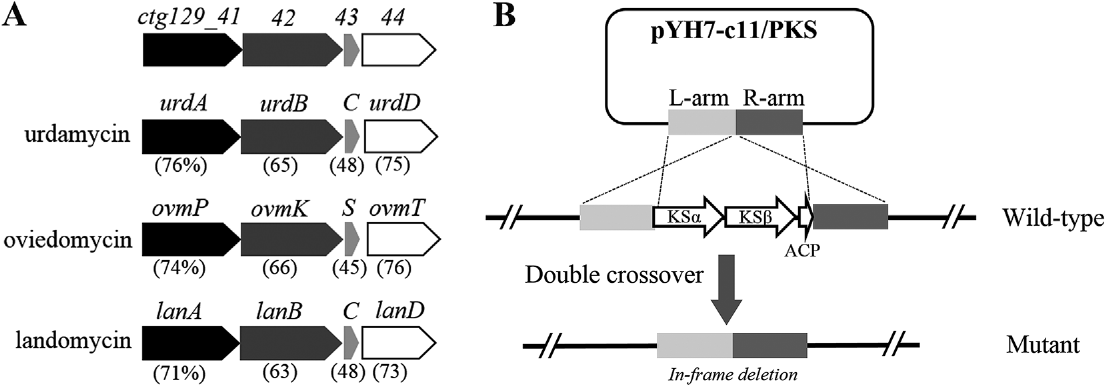 A
ctg129_41 42 43 44
urdA urdB C urdD
urdamycin
(76%) (65) (48) (75)
ovmP ovmK S ovmT
oviedomycin
(74%) (66) (45) (76)
lanA lanB C lanD
landomycin
(71%) (63) (48) (73)
B
pYH7-c11/PKS
L-arm R-arm
KSα KSβ
ACP
Wild-type
Double crossover
Mutant
In-frame deletion